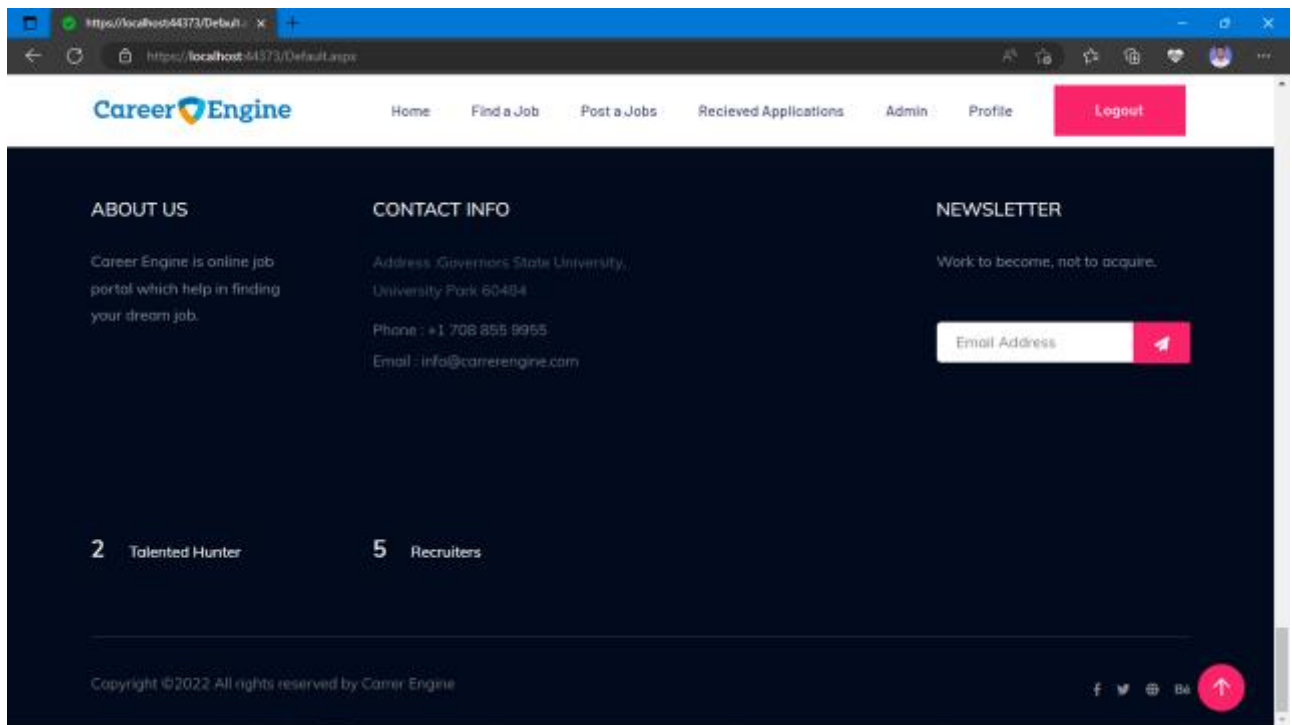 https://localhost:44373/Default.
https://localhost:44373/Default.aspx
Career Engine
Home Find a Job Post a Jobs Recieved Applications Admin Profile Logout
ABOUT US
Career Engine is online job
portal which help in finding
your dream job.
CONTACT INFO
Address :Governors State University,
University Park 60484
Phone : +1 708 855 9955
Email : info@carrerengine.com
NEWSLETTER
Work to become, not to acquire.
Email Address
2 Talented Hunter
5 Recruiters
Copyright ©2022 All rights reserved by Carrer Engine
f Bē